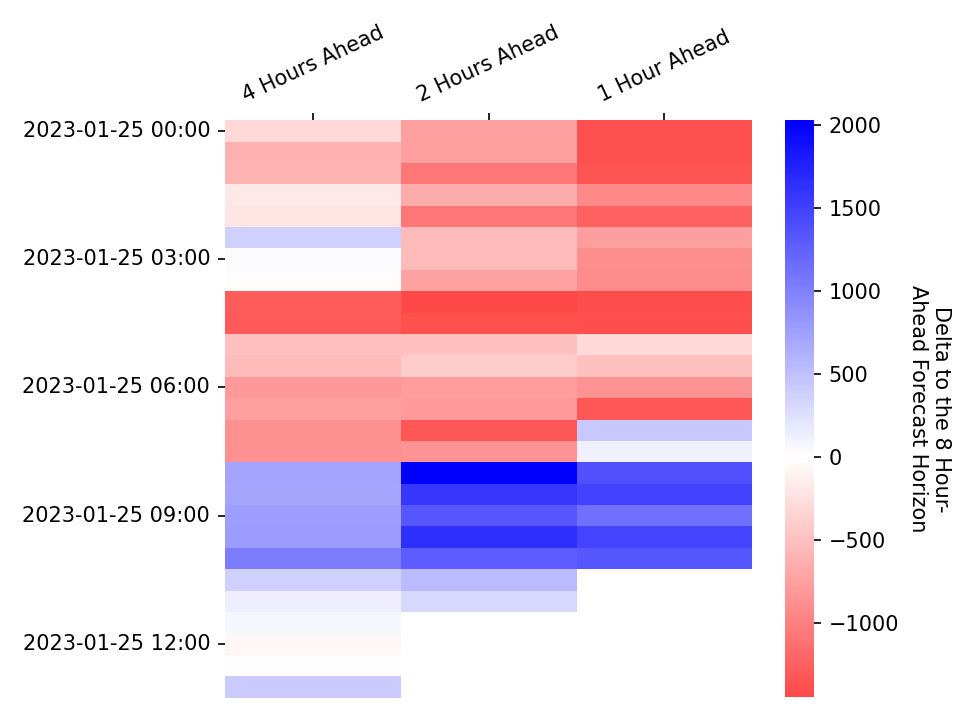 4 Hours Ahead
2 Hours Ahead
1 Hour Ahead
2023-01-25 00:00
2023-01-25 03:00
2023-01-25 06:00
2023-01-25 09:00
2023-01-25 12:00
2000
1500
1000
500
0
−500
−1000
Delta to the 8 Hour-
Ahead Forecast Horizon